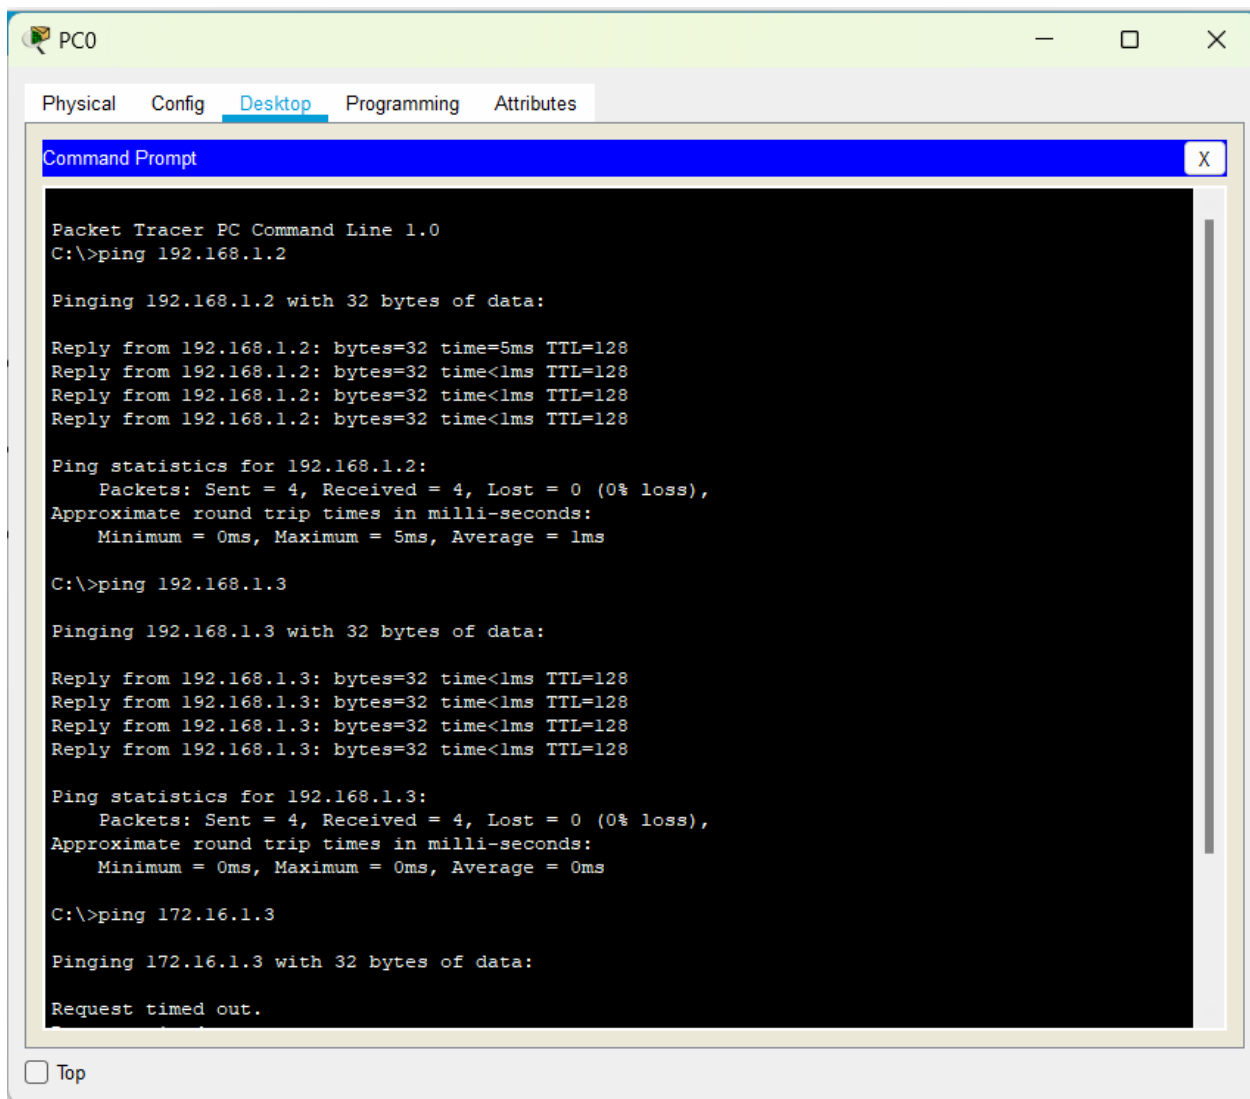 PC0
Physical Config Desktop Programming Attributes
Command Prompt X
Packet Tracer PC Command Line 1.0
C:\>ping 192.168.1.2
Pinging 192.168.1.2 with 32 bytes of data:
Reply from 192.168.1.2: bytes=32 time=5ms TTL=128
Reply from 192.168.1.2: bytes=32 time<1ms TTL=128
Reply from 192.168.1.2: bytes=32 time<1ms TTL=128
Reply from 192.168.1.2: bytes=32 time<1ms TTL=128
Ping statistics for 192.168.1.2:
Packets: Sent = 4, Received = 4, Lost = 0 (0% loss),
Approximate round trip times in milli-seconds:
Minimum = 0ms, Maximum = 5ms, Average = 1ms
C:\>ping 192.168.1.3
Pinging 192.168.1.3 with 32 bytes of data:
Reply from 192.168.1.3: bytes=32 time<1ms TTL=128
Reply from 192.168.1.3: bytes=32 time<1ms TTL=128
Reply from 192.168.1.3: bytes=32 time<1ms TTL=128
Reply from 192.168.1.3: bytes=32 time<1ms TTL=128
Ping statistics for 192.168.1.3:
Packets: Sent = 4, Received = 4, Lost = 0 (0% loss),
Approximate round trip times in milli-seconds:
Minimum = 0ms, Maximum = 0ms, Average = 0ms
C:\>ping 172.16.1.3
Pinging 172.16.1.3 with 32 bytes of data:
Request timed out.
Top